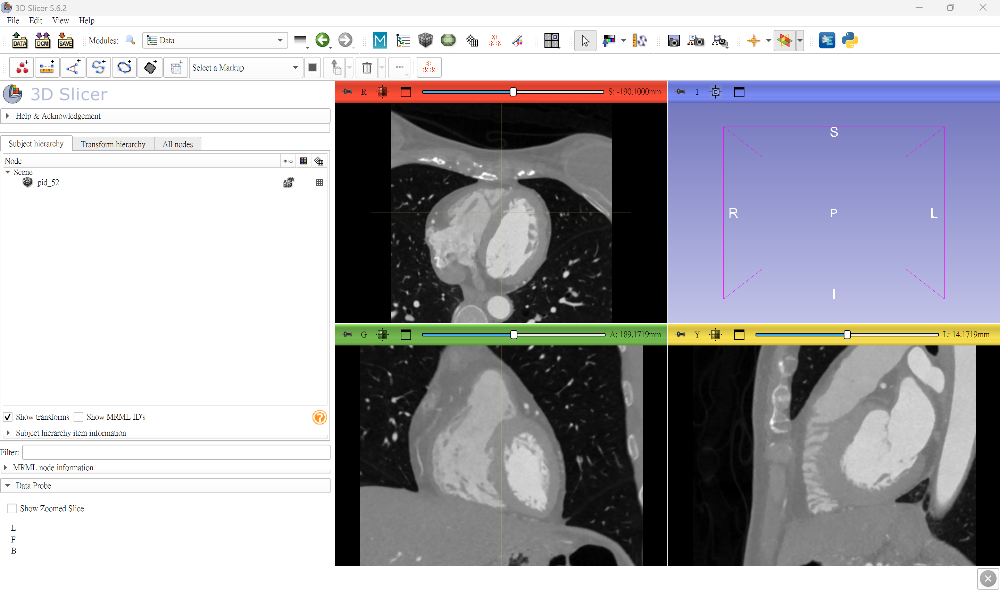 3D Slicer 5.6.2
File Edit View Help
DATA DCM SAVE Modules: Data M
Select a Markup
3D Slicer
Help & Acknowledgement
Subject hierarchy Transform hierarchy All nodes
Node
Scene
pid_52
Show transforms Show MRML ID's
Subject hierarchy item information
Filter:
MRML node information
Data Probe
Show Zoomed Slice
L
F
B
R S: -190.1000mm
1
S
R P L
I
G A: 189.1719mm
Y L: 14.1719mm